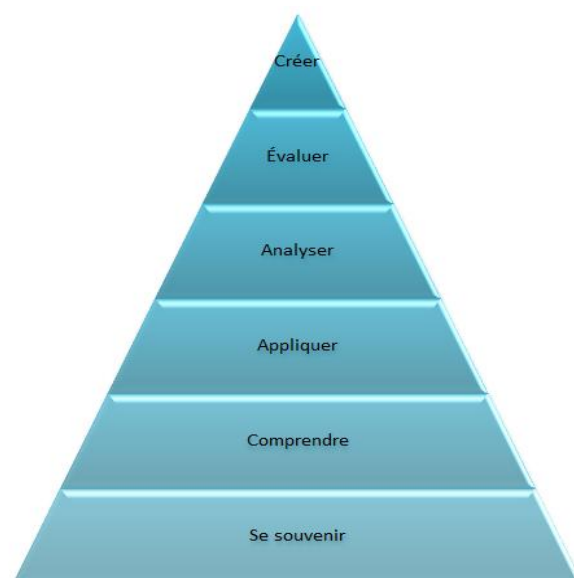 Créer
Évaluer
Analyser
Appliquer
Comprendre
Se souvenir